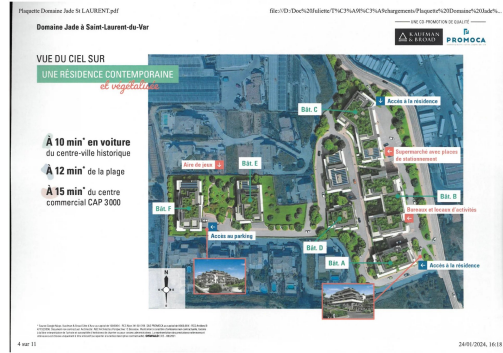 Plaquette Domaine Jade St LAURENT.pdf
Domaine Jade à Saint-Laurent-du-Var
UNE CO-PROMOTION DE QUALITÉ
KAUFMAN
& BROAD
PROMOCA
VUE DU CIEL SUR
UNE RÉSIDENCE CONTEMPORAINE
et végétalisée
À 10 min* en voiture
du centre-ville historique
À 12 min* de la plage
À 15 min* du centre
commercial CAP 3000
Bât. C
Accès à la résidence
Supermarché avec places
de stationnement
Aire de jeux
Bât. E
Bât. B
Bureaux et locaux d'activités
Bât. F
Accès au parking
Bât. D
Bât. A
Accès à la résidence
N
4 sur 11
24/01/2024, 16:18